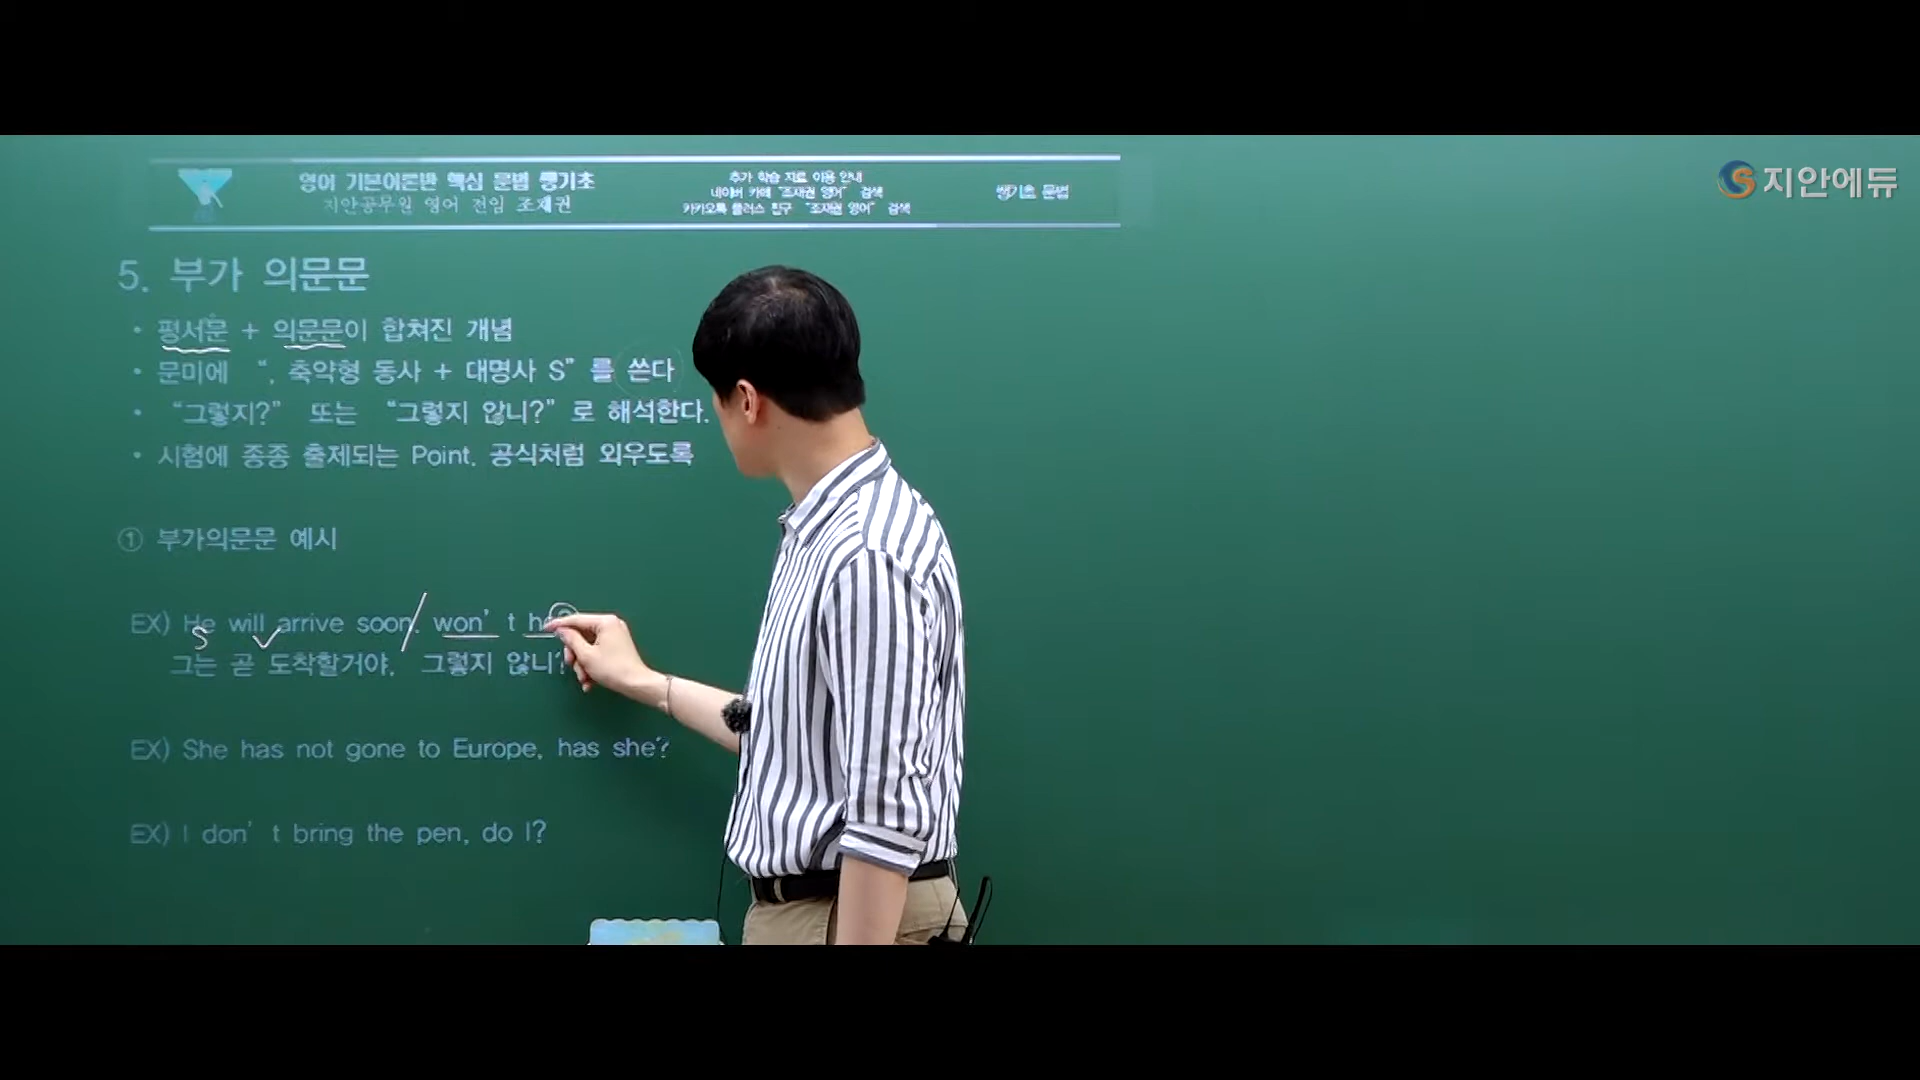 영어 기본이론반 핵심 문법 쌩기초
지안공무원 영어 전임 조재권
추가 학습 자료 이용 안내
네이버 카페 “조재권 영어” 검색
카카오톡 플러스 친구 “조재권 영어” 검색
쌩기초 문법
지안에듀
5. 부가 의문문
• 평서문 + 의문문이 합쳐진 개념
• 문미에 “, 축약형 동사 + 대명사 S” 를 쓴다
• “그렇지?” 또는 “그렇지 않니?” 로 해석한다.
• 시험에 종종 출제되는 Point, 공식처럼 외우도록
① 부가의문문 예시
EX) He will arrive soon, won’t
S
그는 곧 도착할거야, 그렇지 않니?
EX) She has not gone to Europe, has she?
EX) I don’t bring the pen, do I?